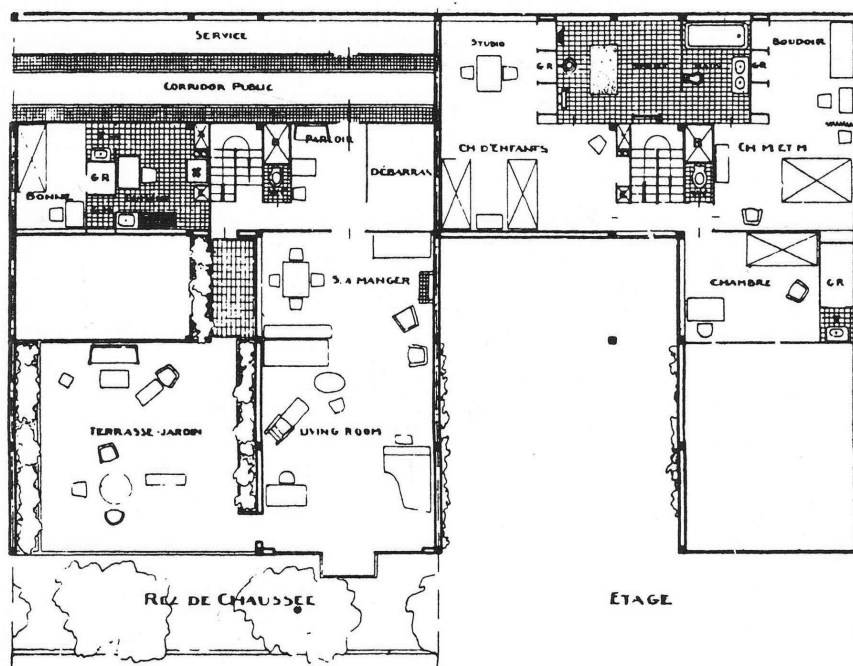 SERVICE
CORRIDOR PUBLIC
PARLOIR
DÉBARRAS
BONNE
GR
S. A MANGER
TERRASSE-JARDIN
LIVING ROOM
REZ DE CHAUSSÉE
STUDIO
GR
BAIN
GR
BOUDOIR
CH D'ENFANTS
CH M ET M
CHAMBRE
GR
ETAGE